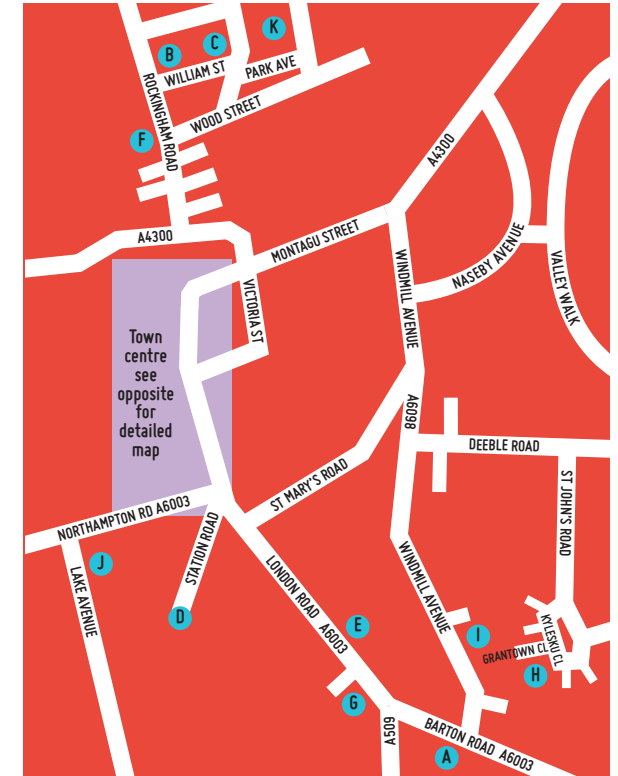 K
C
B
WILLIAM ST
PARK AVE
ROCKINGHAM ROAD
WOOD STREET
F
A4300
A4300
MONTAGU STREET
NASEBY AVENUE
WINDMILL AVENUE
VALLEY WALK
VICTORIA ST
Town
centre
see
opposite
for
detailed
map
A6098
DEEBLE ROAD
ST MARY'S ROAD
ST JOHN'S ROAD
NORTHAMPTON RD A6003
STATION ROAD
J
LAKE AVENUE
D
LONDON ROAD A6003
E
WINDMILL AVENUE
I
KYLESKU CL
GRANTOWN CL
H
G
A509
BARTON ROAD A6003
A